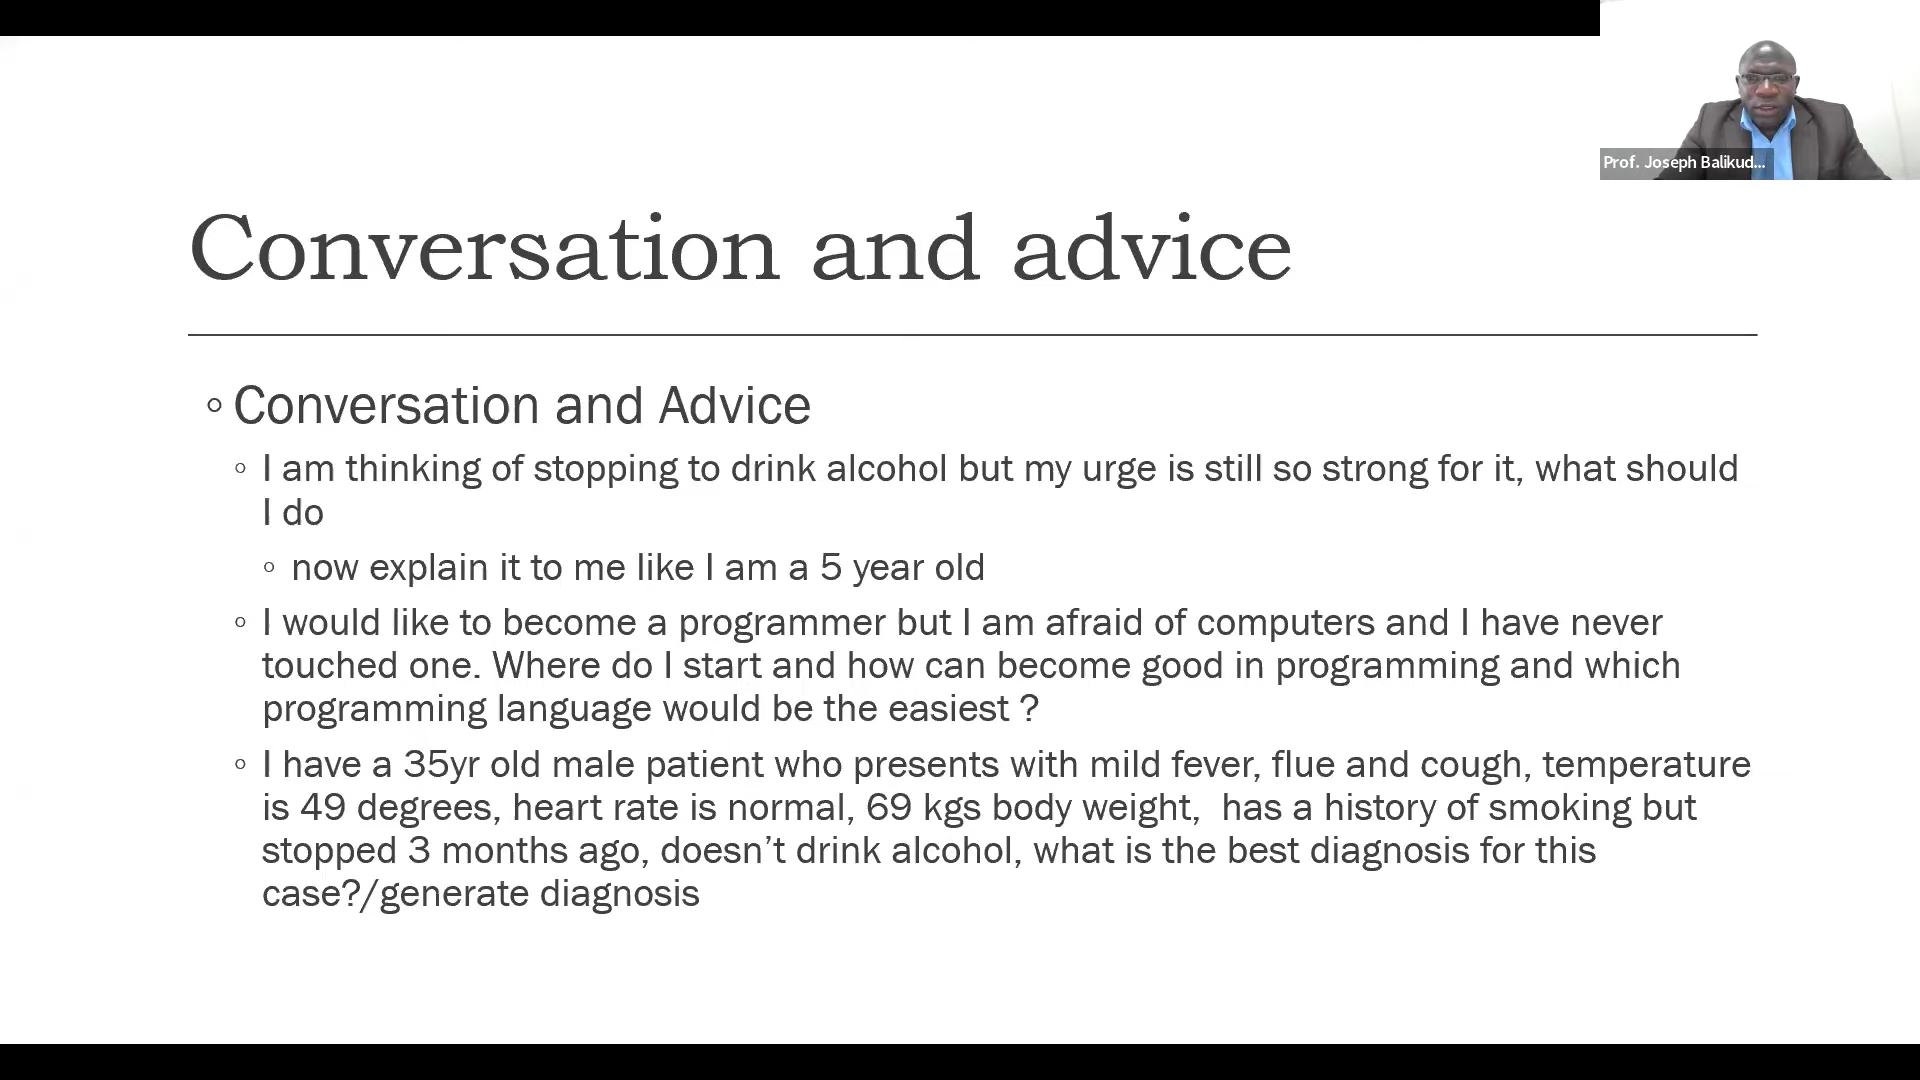 Prof. Joseph Balikud...
Conversation and advice
Conversation and Advice
I am thinking of stopping to drink alcohol but my urge is still so strong for it, what should
I do
now explain it to me like I am a 5 year old
I would like to become a programmer but I am afraid of computers and I have never
touched one. Where do I start and how can become good in programming and which
programming language would be the easiest ?
I have a 35yr old male patient who presents with mild fever, flue and cough, temperature
is 49 degrees, heart rate is normal, 69 kgs body weight,  has a history of smoking but
stopped 3 months ago, doesn’t drink alcohol, what is the best diagnosis for this
case?/generate diagnosis